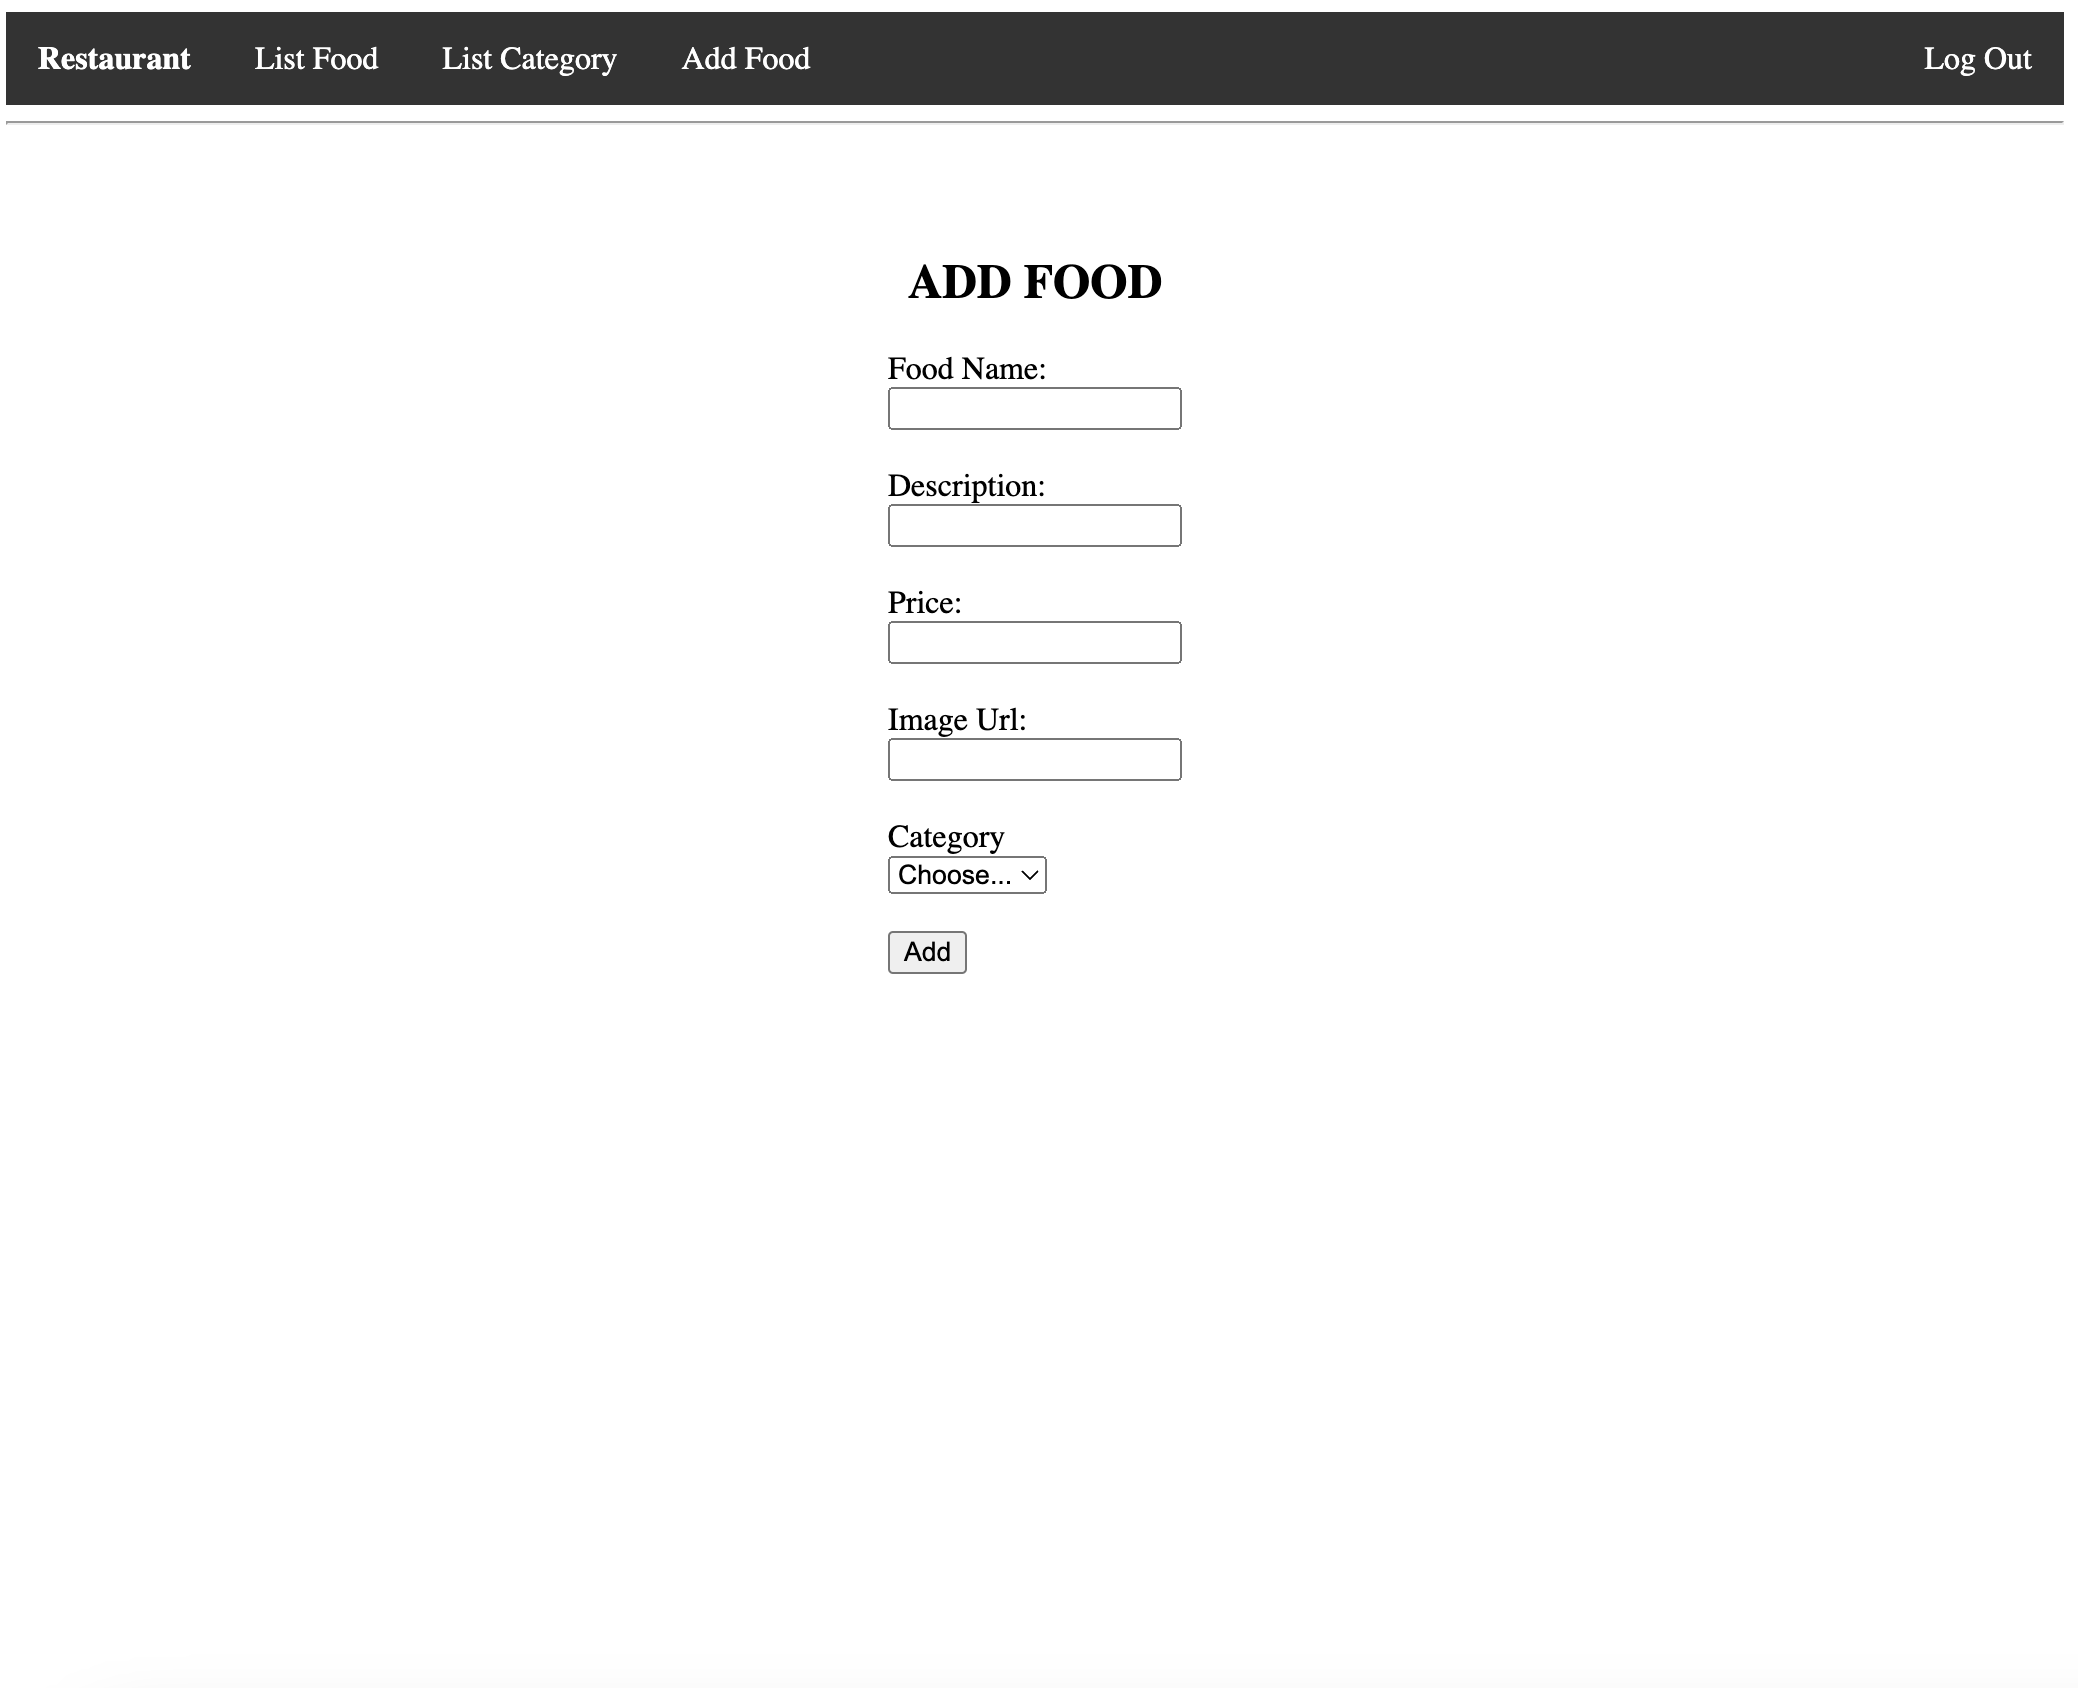 Restaurant List Food List Category Add Food Log Out
ADD FOOD
Food Name:
Description:
Price:
Image Url:
Category
Choose...
Add